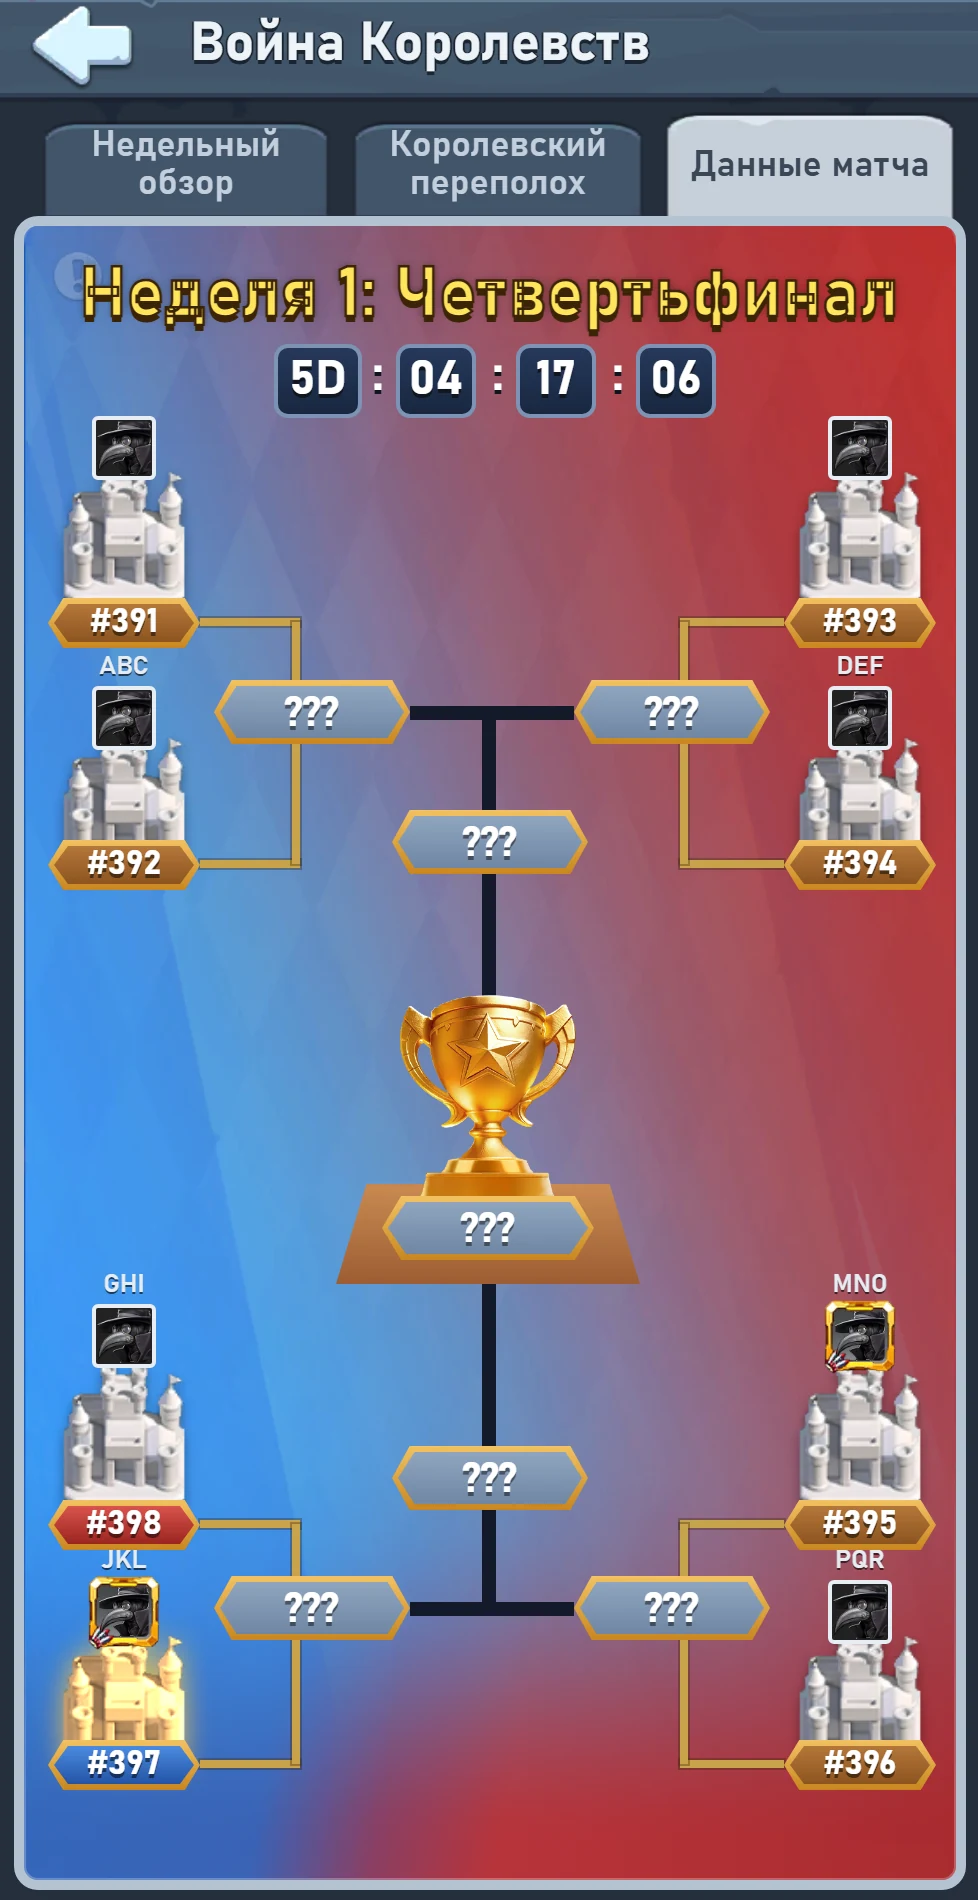 Война Королевств
Недельный
обзор
Королевский
переполох
Данные матча
Неделя 1: Четвертьфинал
5D : 04 : 17 : 06
#391
#393
ABC
DEF
???
???
???
#392
#394
???
GHI
MNO
???
#398
#395
JKL
PQR
???
???
#397
#396